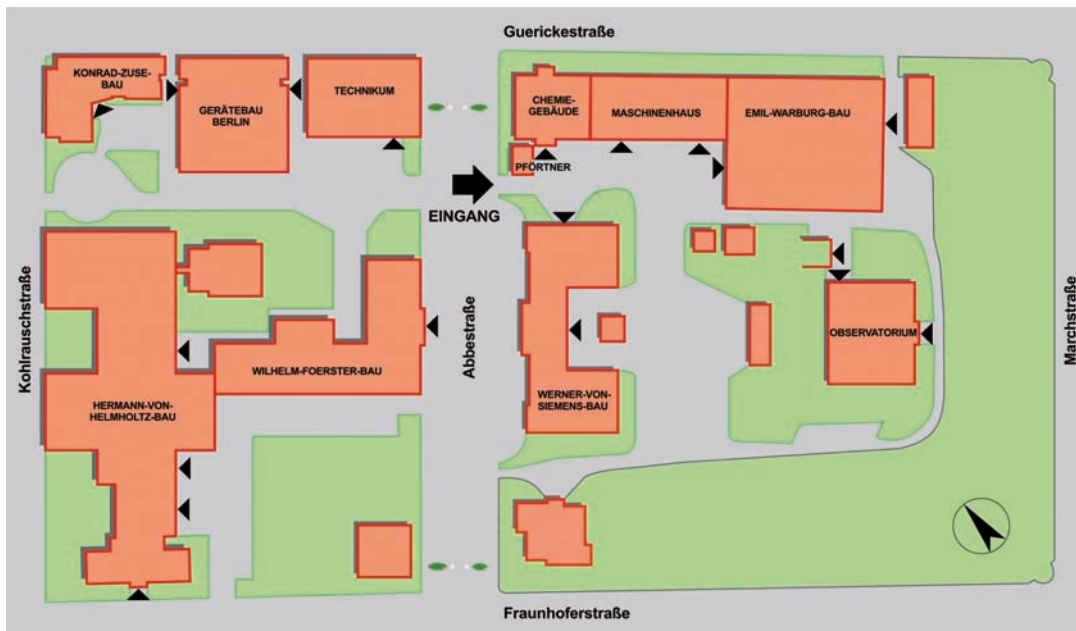 Guerickestraße
KONRAD-ZUSE-
BAU
GERÄTEBAU
BERLIN
TECHNIKUM
CHEMIE-
GEBÄUDE
MASCHINENHAUS
EMIL-WARBURG-BAU
PFÖRTNER
EINGANG
Kohlrauschstraße
Abbestraße
Marchstraße
OBSERVATORIUM
WILHELM-FOERSTER-BAU
WERNER-VON-
SIEMENS-BAU
HERMANN-VON-
HELMHOLTZ-BAU
Fraunhoferstraße